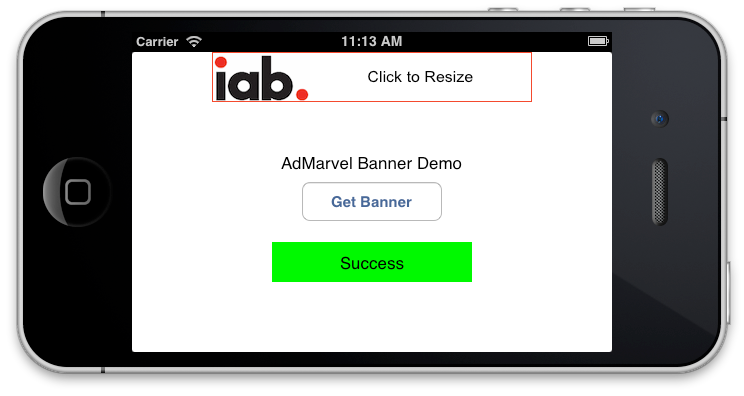 Carrier 11:13 AM
iab.
Click to Resize
AdMarvel Banner Demo
Get Banner
Success